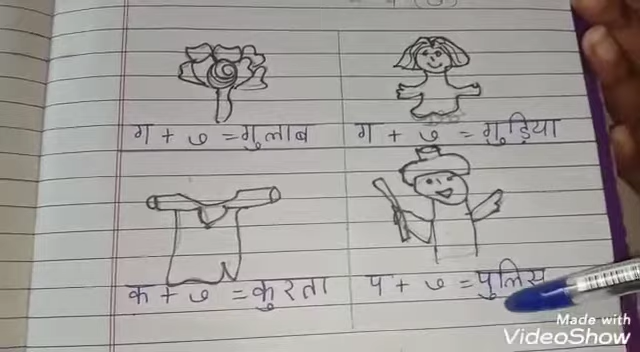 ग + ु = गुलाब
ग + ु = गुड़िया
क + ु = कुरता
प + ु = पुलिस
Made with
VideoShow